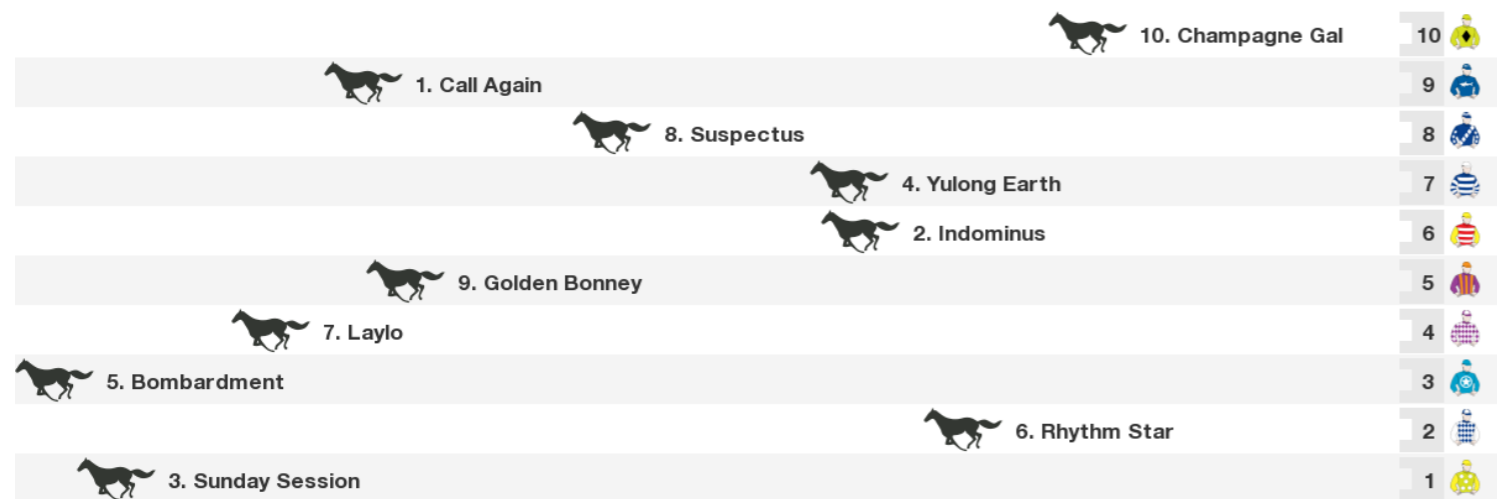 10. Champagne Gal 10
1. Call Again 9
8. Suspectus 8
4. Yulong Earth 7
2. Indominus 6
9. Golden Bonney 5
7. Laylo 4
5. Bombardment 3
6. Rhythm Star 2
3. Sunday Session 1